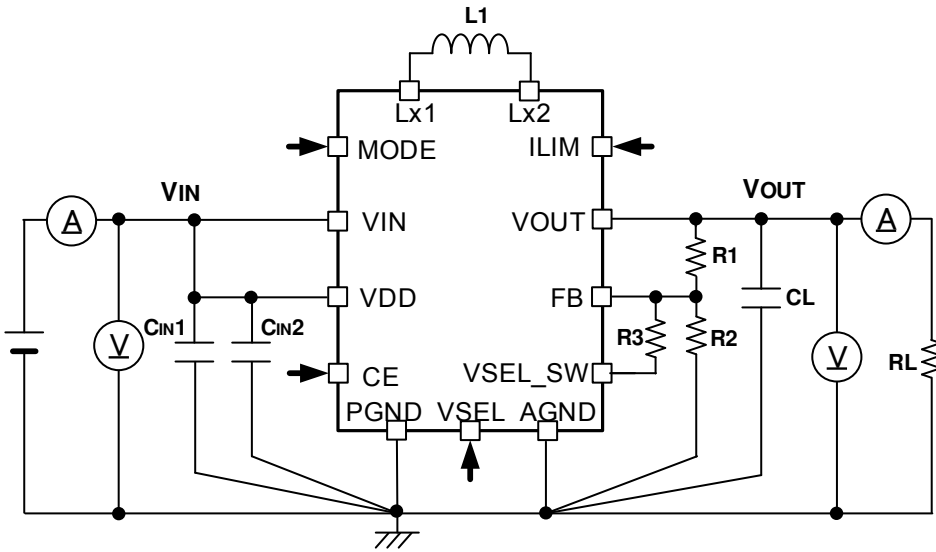 L1
Lx1 Lx2
MODE ILIM
VIN VOUT
A VIN VOUT A
R1
VDD FB
CIN1 CIN2 CL
V R3 R2 V RL
CE VSEL_SW
PGND VSEL AGND